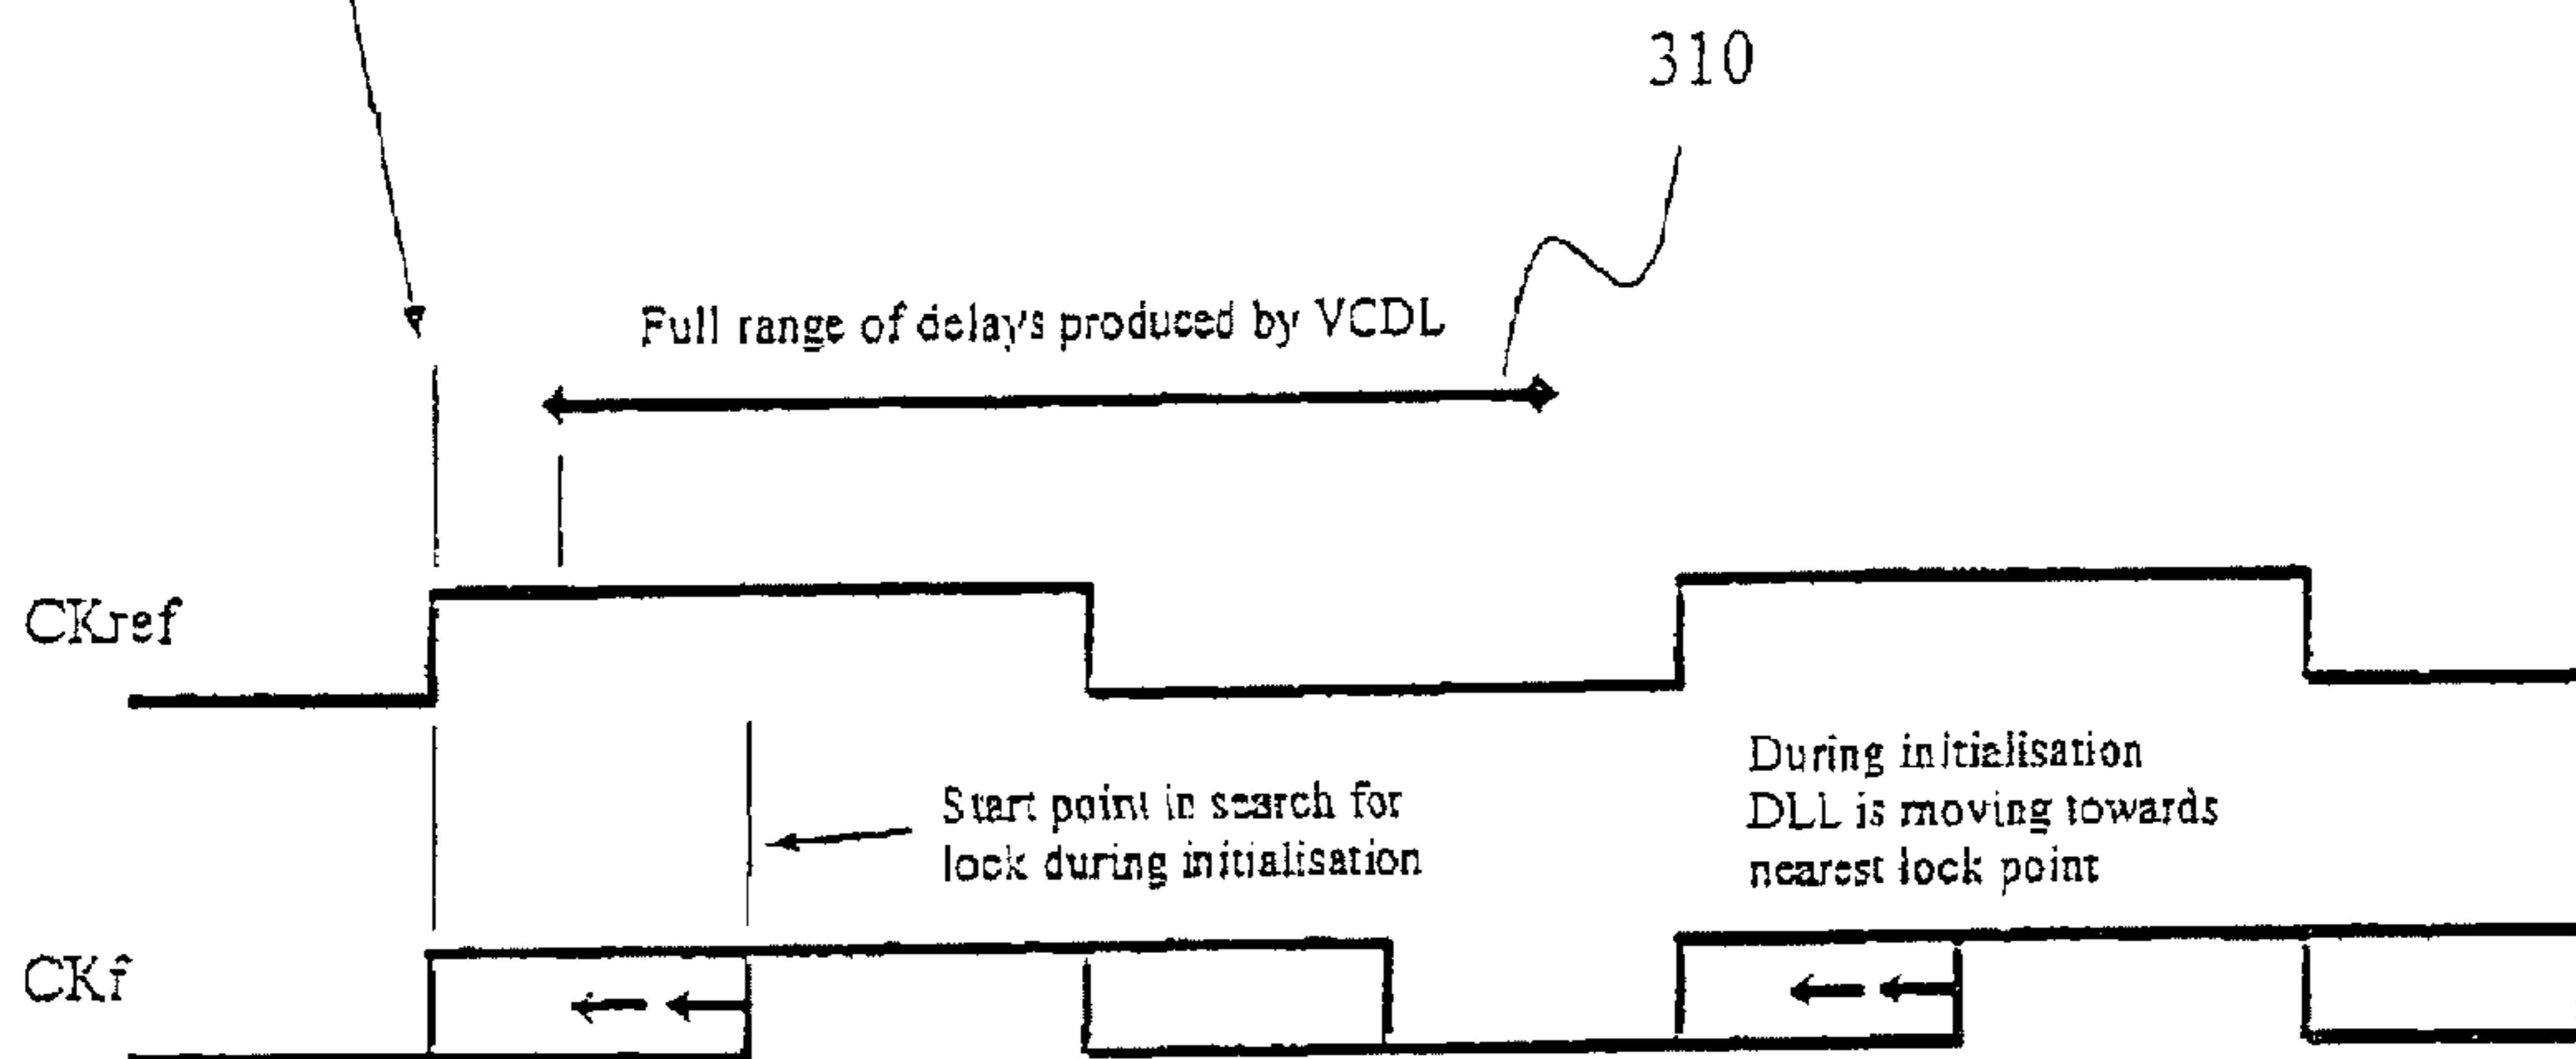 310
Full range of delays produced by VCDL
CKref
During initialisation
DLL is moving towards
nearest lock point
Start point in search for
lock during initialisation
CKf